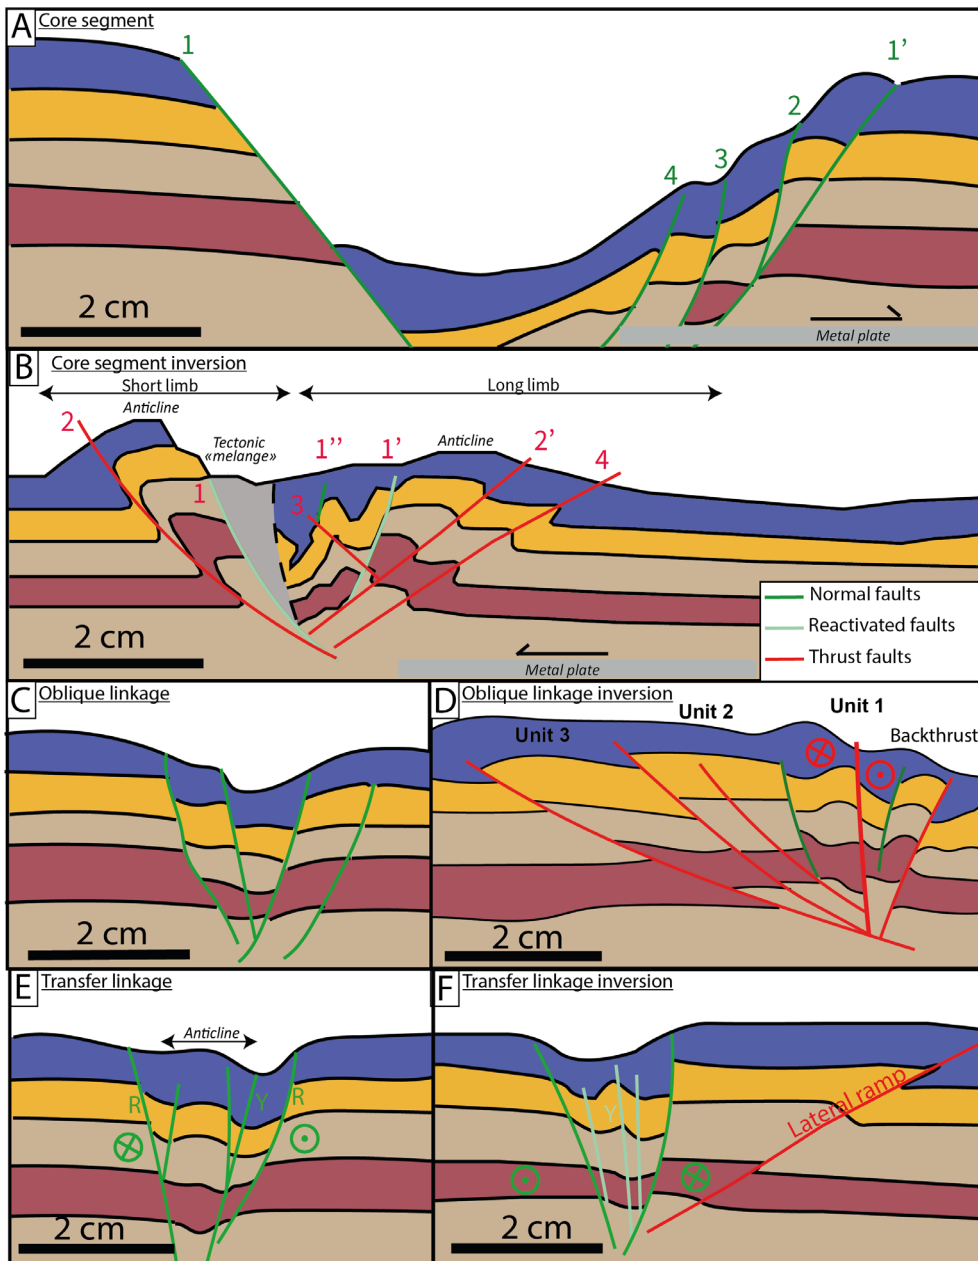 A Core segment
1
1’
2
3
4
2 cm
Metal plate
B Core segment inversion
Short limb
Long limb
Anticline
2
Tectonic
«melange»
1’’
1’
Anticline
2’
4
1
3
Normal faults
Reactivated faults
Thrust faults
2 cm
Metal plate
C Oblique linkage
2 cm
D Oblique linkage inversion
Unit 1
Unit 2
Unit 3
Backthrust
2 cm
E Transfer linkage
Anticline
R
Y
R
2 cm
F Transfer linkage inversion
Y
Lateral ramp
2 cm